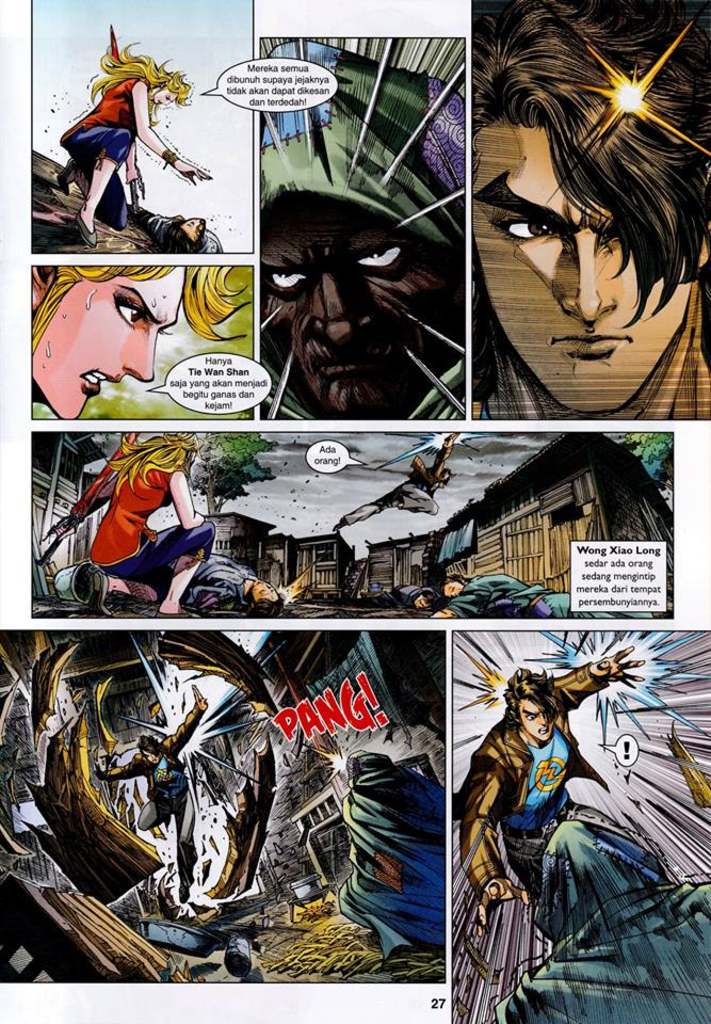 Mereka semua
dibunuh supaya jejaknya
tidak akan dapat dikesan
dan terdedah!
Hanya
Tie Wan Shan
saja yang akan menjadi
begitu ganas dan
kejam!
Ada
orang!
Wong Xiao Long
sedar ada orang
sedang mengintip
mereka dari tempat
persembunyiannya.
PANG!
!
27